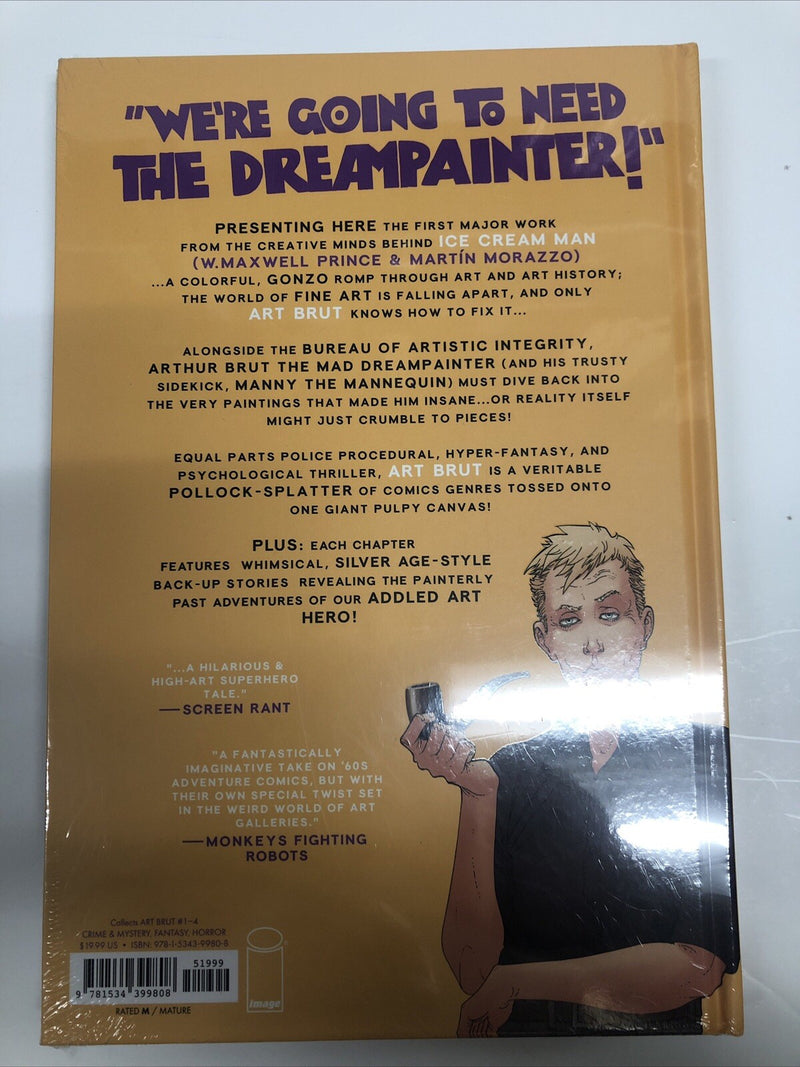 "WE'RE GOING TO NEED
THE DREAMPAINTER!"
PRESENTING HERE THE FIRST MAJOR WORK
FROM THE CREATIVE MINDS BEHIND ICE CREAM MAN
(W.MAXWELL PRINCE & MARTÍN MORAZZO)
...A COLORFUL, GONZO ROMP THROUGH ART AND ART HISTORY;
THE WORLD OF FINE ART IS FALLING APART, AND ONLY
ART BRUT KNOWS HOW TO FIX IT...
ALONGSIDE THE BUREAU OF ARTISTIC INTEGRITY,
ARTHUR BRUT THE MAD DREAMPAINTER (AND HIS TRUSTY
SIDEKICK, MANNY THE MANNEQUIN) MUST DIVE BACK INTO
THE VERY PAINTINGS THAT MADE HIM INSANE...OR REALITY ITSELF
MIGHT JUST CRUMBLE TO PIECES!
EQUAL PARTS POLICE PROCEDURAL, HYPER-FANTASY, AND
PSYCHOLOGICAL THRILLER, ART BRUT IS A VERITABLE
POLLOCK-SPLATTER OF COMICS GENRES TOSSED ONTO
ONE GIANT PULPY CANVAS!
PLUS: EACH CHAPTER
FEATURES WHIMSICAL, SILVER AGE-STYLE
BACK-UP STORIES REVEALING THE PAINTERLY
PAST ADVENTURES OF OUR ADDLED ART
HERO!
"...A HILARIOUS &
HIGH-ART SUPERHERO
TALE."
—SCREEN RANT
"A FANTASTICALLY
IMAGINATIVE TAKE ON '60S
ADVENTURE COMICS, BUT WITH
THEIR OWN SPECIAL TWIST SET
IN THE WEIRD WORLD OF ART
GALLERIES."
—MONKEYS FIGHTING
ROBOTS
Collects ART BRUT #1–4
CRIME & MYSTERY, FANTASY, HORROR
$19.99 US • ISBN: 978-1-5343-9980-8
51999
9 781534 399808
RATED M / MATURE
image